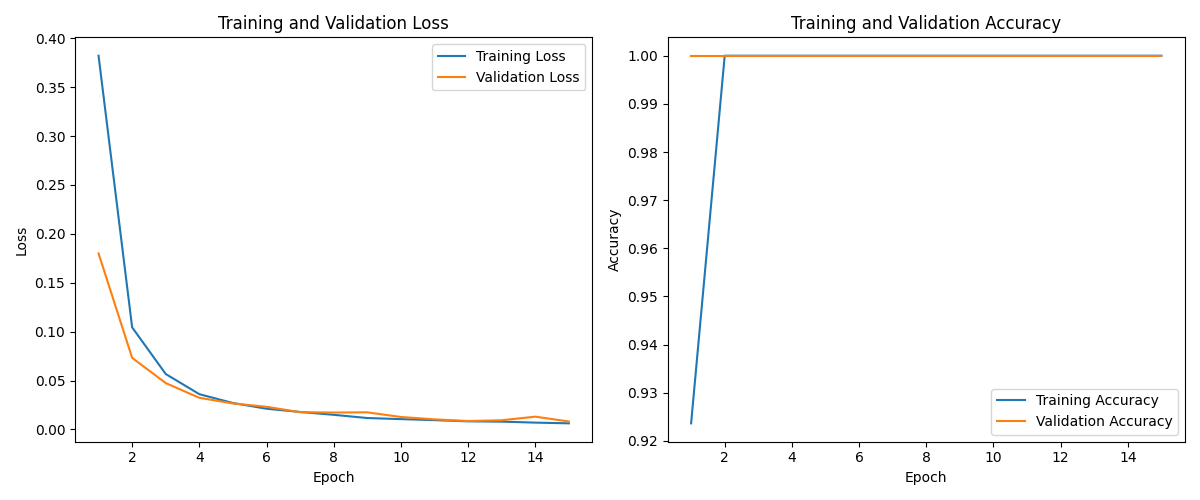 Training and Validation Loss
0.40
0.35
0.30
0.25
0.20
0.15
0.10
0.05
0.00
Loss
Training Loss
Validation Loss
2 4 6 8 10 12 14
Epoch
Training and Validation Accuracy
1.00
0.99
0.98
0.97
0.96
0.95
0.94
0.93
0.92
Accuracy
Training Accuracy
Validation Accuracy
2 4 6 8 10 12 14
Epoch